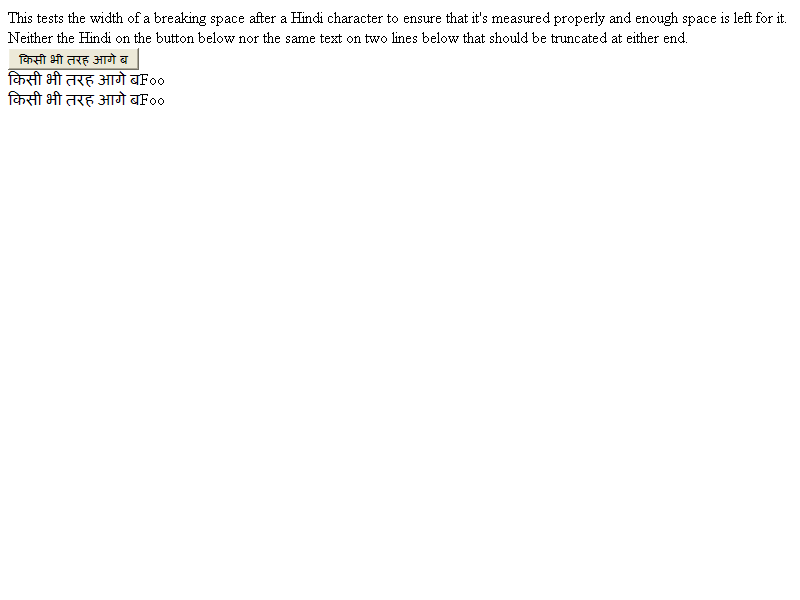 This tests the width of a breaking space after a Hindi character to ensure that it's measured properly and enough space is left for it.
Neither the Hindi on the button below nor the same text on two lines below that should be truncated at either end.
किसी भी तरह आगे ब
किसी भी तरह आगे बFoo
किसी भी तरह आगे बFoo